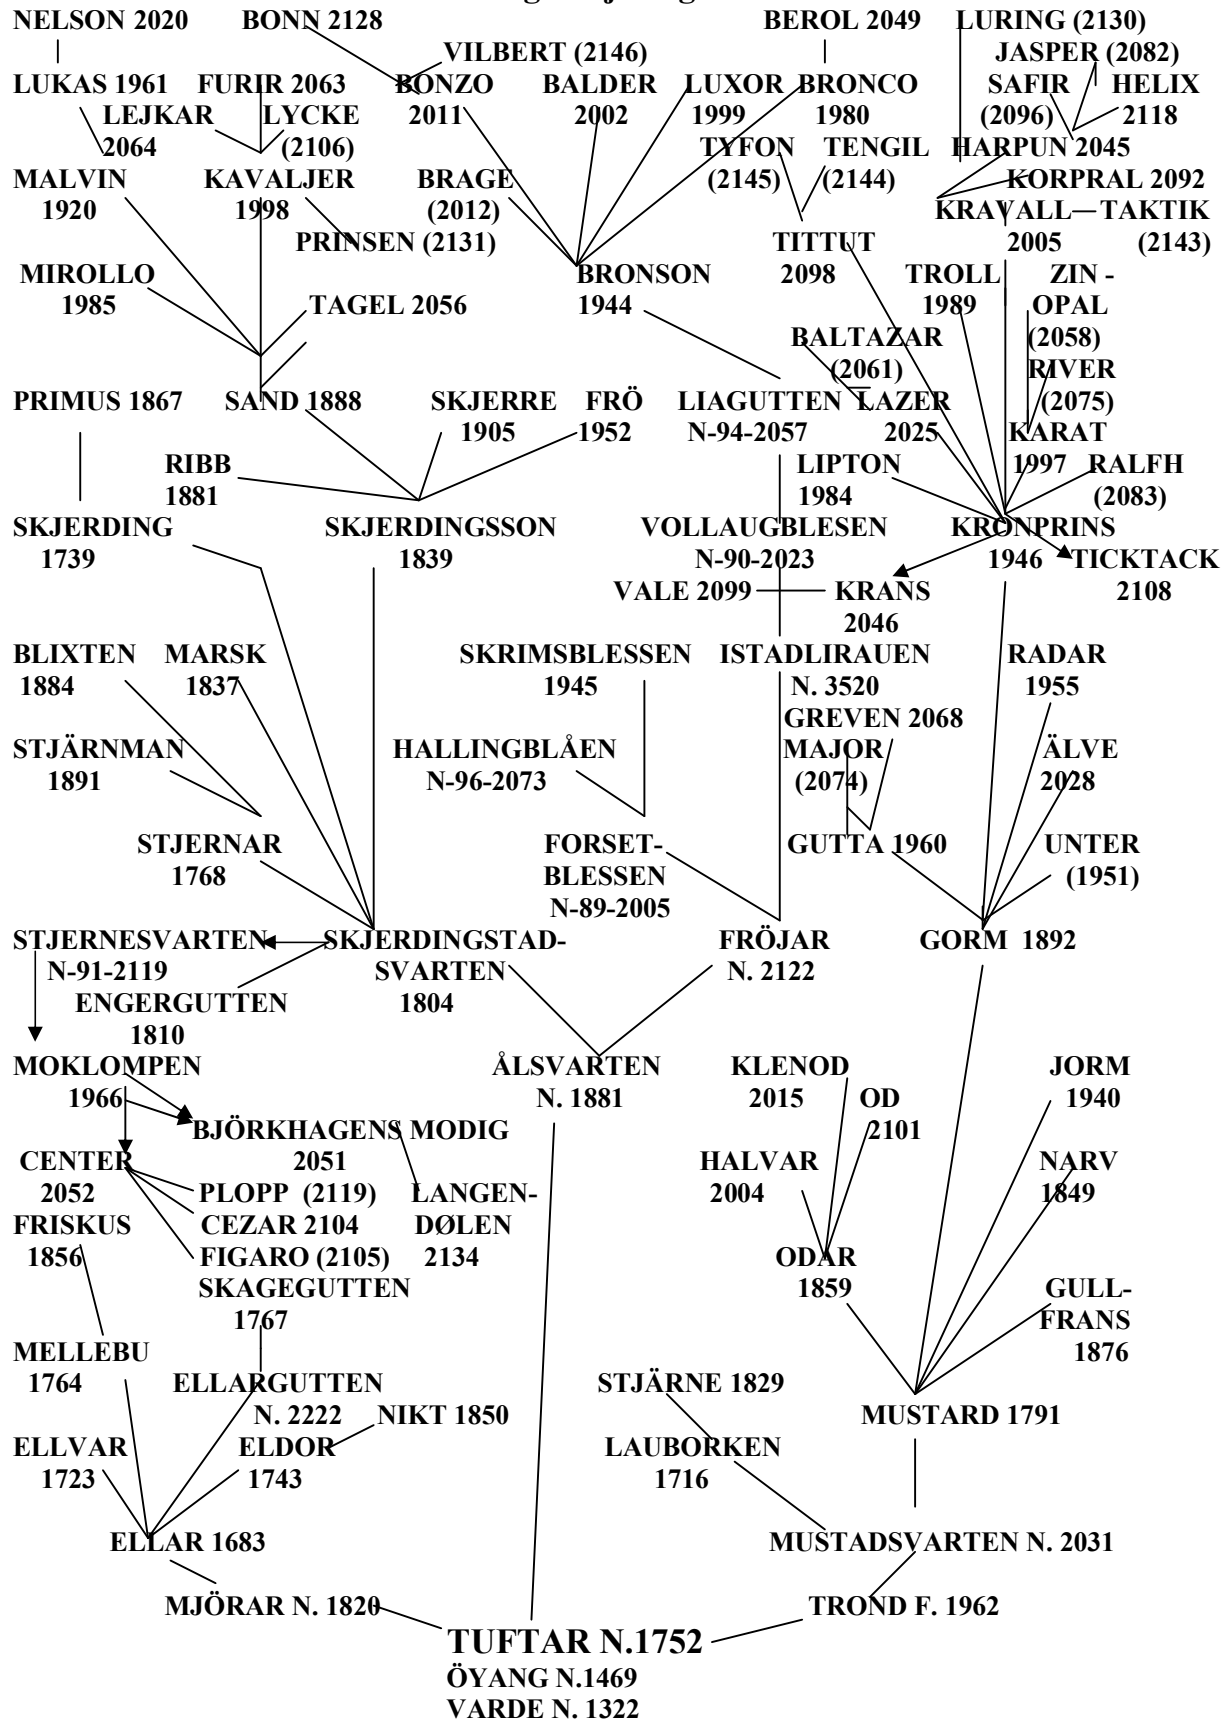 NELSON 2020 BONN 2128 BEROL 2049 LURING (2130)
VILBERT (2146) JASPER (2082)
LUKAS 1961 FURIR 2063 BONZO BALDER LUXOR BRONCO SAFIR HELIX
LEJKAR LYCKE 2011 2002 1999 1980 (2096) 2118
2064 (2106) TYFON TENGIL HARPUN 2045
MALVIN KAVALJER BRAGE (2145) (2144) KORPRAL 2092
1920 1998 (2012) KRAVALL—TAKTIK
PRINSEN (2131) TITTUT 2005 (2143)
MIROLLO BRONSON 2098 TROLL ZIN -
1985 TAGEL 2056 1944 1989 OPAL
BALTAZAR (2058)
(2061) RIVER
PRIMUS 1867 SAND 1888 SKJERRE FRÖ LIAGUTTEN LAZER (2075)
1905 1952 N-94-2057 2025 KARAT
RIBB LIPTON 1997 RALFH
1881 1984 (2083)
SKJERDING SKJERDINGSSON VOLLAUGBLESEN KRONPRINS
1739 1839 N-90-2023 1946 TICKTACK
VALE 2099 KRANS 2108
2046
BLIXTEN MARSK SKRIMSBLESSEN ISTADLIRAUEN RADAR
1884 1837 1945 N. 3520 1955
GREVEN 2068
STJÄRNMAN HALLINGBLÅEN MAJOR ÄLVE
1891 N-96-2073 (2074) 2028
STJERNAR FORSET- GUTTA 1960 UNTER
1768 BLESSEN (1951)
N-89-2005
STJERNESVARTEN SKJERDINGSTAD- FRÖJAR GORM 1892
N-91-2119 SVARTEN N. 2122
ENGERGUTTEN 1804
1810
MOKLOMPEN ÅLSVARTEN KLENOD JORM
1966 N. 1881 2015 OD 1940
BJÖRKHAGENS MODIG 2101
CENTER 2051 HALVAR NARV
2052 PLOPP (2119) LANGEN- 2004 1849
FRISKUS CEZAR 2104 DØLEN
1856 FIGARO (2105) 2134 ODAR
SKAGEGUTTEN 1859 GULL-
1767 FRANS
MELLEBU 1876
1764 ELLARGUTTEN STJÄRNE 1829
N. 2222 NIKT 1850 MUSTARD 1791
ELLVAR ELDOR LAUBORKEN
1723 1743 1716
ELLAR 1683 MUSTADSVARTEN N. 2031
MJÖRAR N. 1820 TROND F. 1962
TUFTAR N.1752
ÖYANG N.1469
VARDE N. 1322